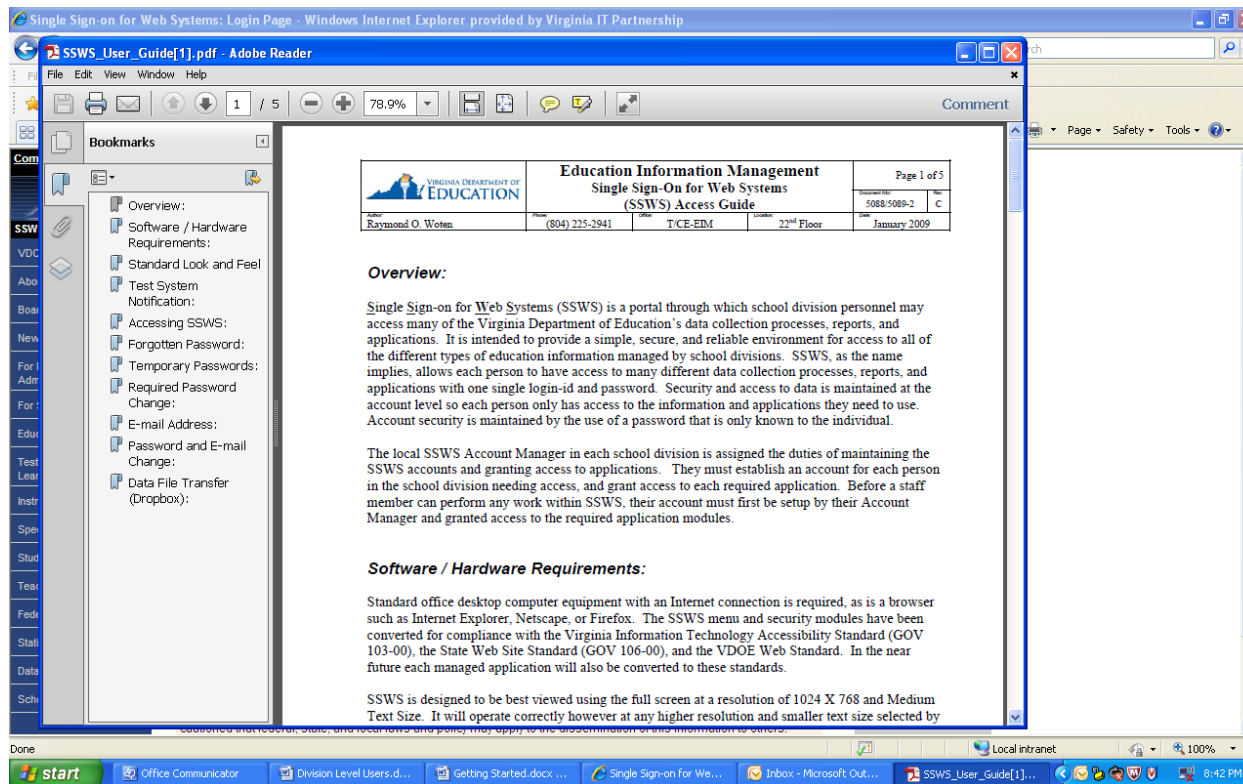 Single Sign-on for Web Systems: Login Page - Windows Internet Explorer provided by Virginia IT Partnership
SSWS_User_Guide[1].pdf - Adobe Reader
File Edit View Window Help
1 / 5 78.9% Comment
Page Safety Tools
Bookmarks
Overview:
Software / Hardware
Requirements:
Standard Look and Feel
Test System
Notification:
Accessing SSWS:
Forgotten Password:
Temporary Passwords:
Required Password
Change:
E-mail Address:
Password and E-mail
Change:
Data File Transfer
(Dropbox):
VIRGINIA DEPARTMENT OF
EDUCATION
Education Information Management
Single Sign-On for Web Systems
(SSWS) Access Guide
Page 1 of 5
Document Nbr: Rev.
5088/5089-2 C
Author: Phone: Office: Location: Date:
Raymond O. Woten (804) 225-2941 T/CE-EIM 22nd Floor January 2009
Overview:
Single Sign-on for Web Systems (SSWS) is a portal through which school division personnel may
access many of the Virginia Department of Education's data collection processes, reports, and
applications. It is intended to provide a simple, secure, and reliable environment for access to all of
the different types of education information managed by school divisions. SSWS, as the name
implies, allows each person to have access to many different data collection processes, reports, and
applications with one single login-id and password. Security and access to data is maintained at the
account level so each person only has access to the information and applications they need to use.
Account security is maintained by the use of a password that is only known to the individual.
The local SSWS Account Manager in each school division is assigned the duties of maintaining the
SSWS accounts and granting access to applications. They must establish an account for each person
in the school division needing access, and grant access to each required application. Before a staff
member can perform any work within SSWS, their account must first be setup by their Account
Manager and granted access to the required application modules.
Software / Hardware Requirements:
Standard office desktop computer equipment with an Internet connection is required, as is a browser
such as Internet Explorer, Netscape, or Firefox. The SSWS menu and security modules have been
converted for compliance with the Virginia Information Technology Accessibility Standard (GOV
103-00), the State Web Site Standard (GOV 106-00), and the VDOE Web Standard. In the near
future each managed application will also be converted to these standards.
SSWS is designed to be best viewed using the full screen at a resolution of 1024 X 768 and Medium
Text Size. It will operate correctly however at any higher resolution and smaller text size selected by
Done Local intranet 100%
start Office Communicator Division Level Users.d... Getting Started.docx ... Single Sign-on for We... Inbox - Microsoft Out... SSWS_User_Guide[1]... 8:42 PM